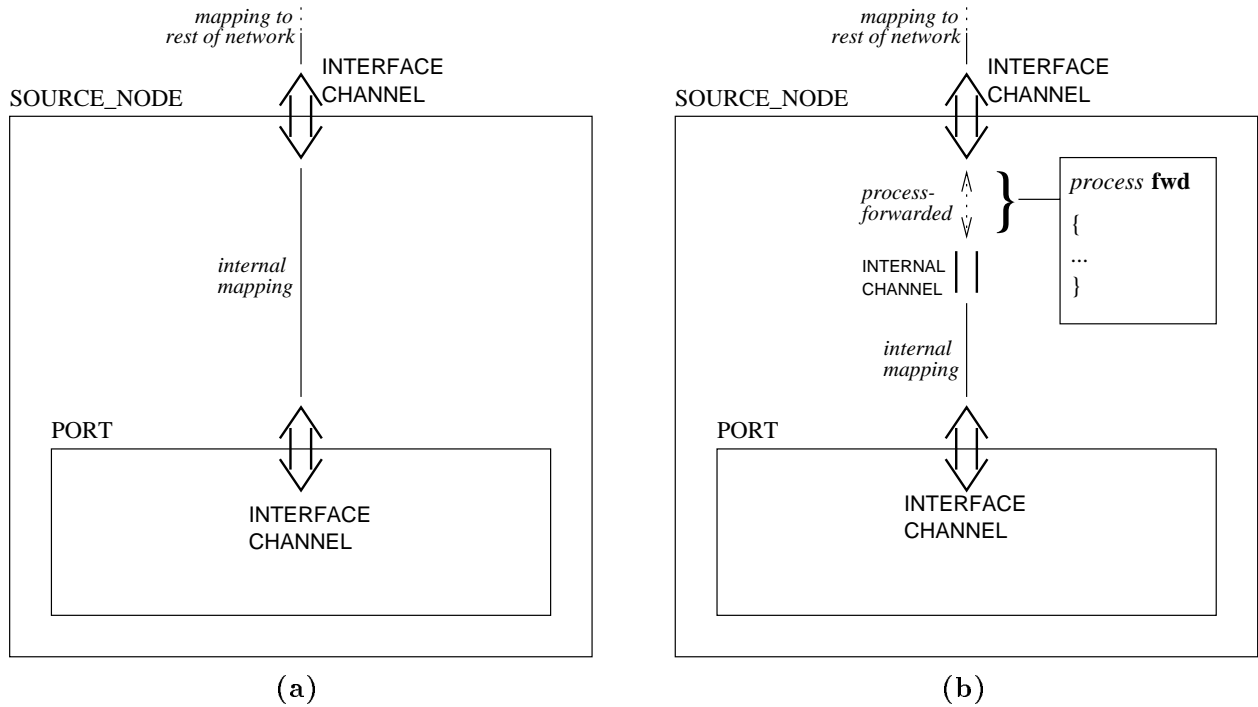 mapping to
rest of network
INTERFACE
CHANNEL
SOURCE_NODE
internal
mapping
PORT
INTERFACE
CHANNEL
(a)
mapping to
rest of network
INTERFACE
CHANNEL
SOURCE_NODE
process-
forwarded
}
process fwd
{
...
}
INTERNAL
CHANNEL
internal
mapping
PORT
INTERFACE
CHANNEL
(b)